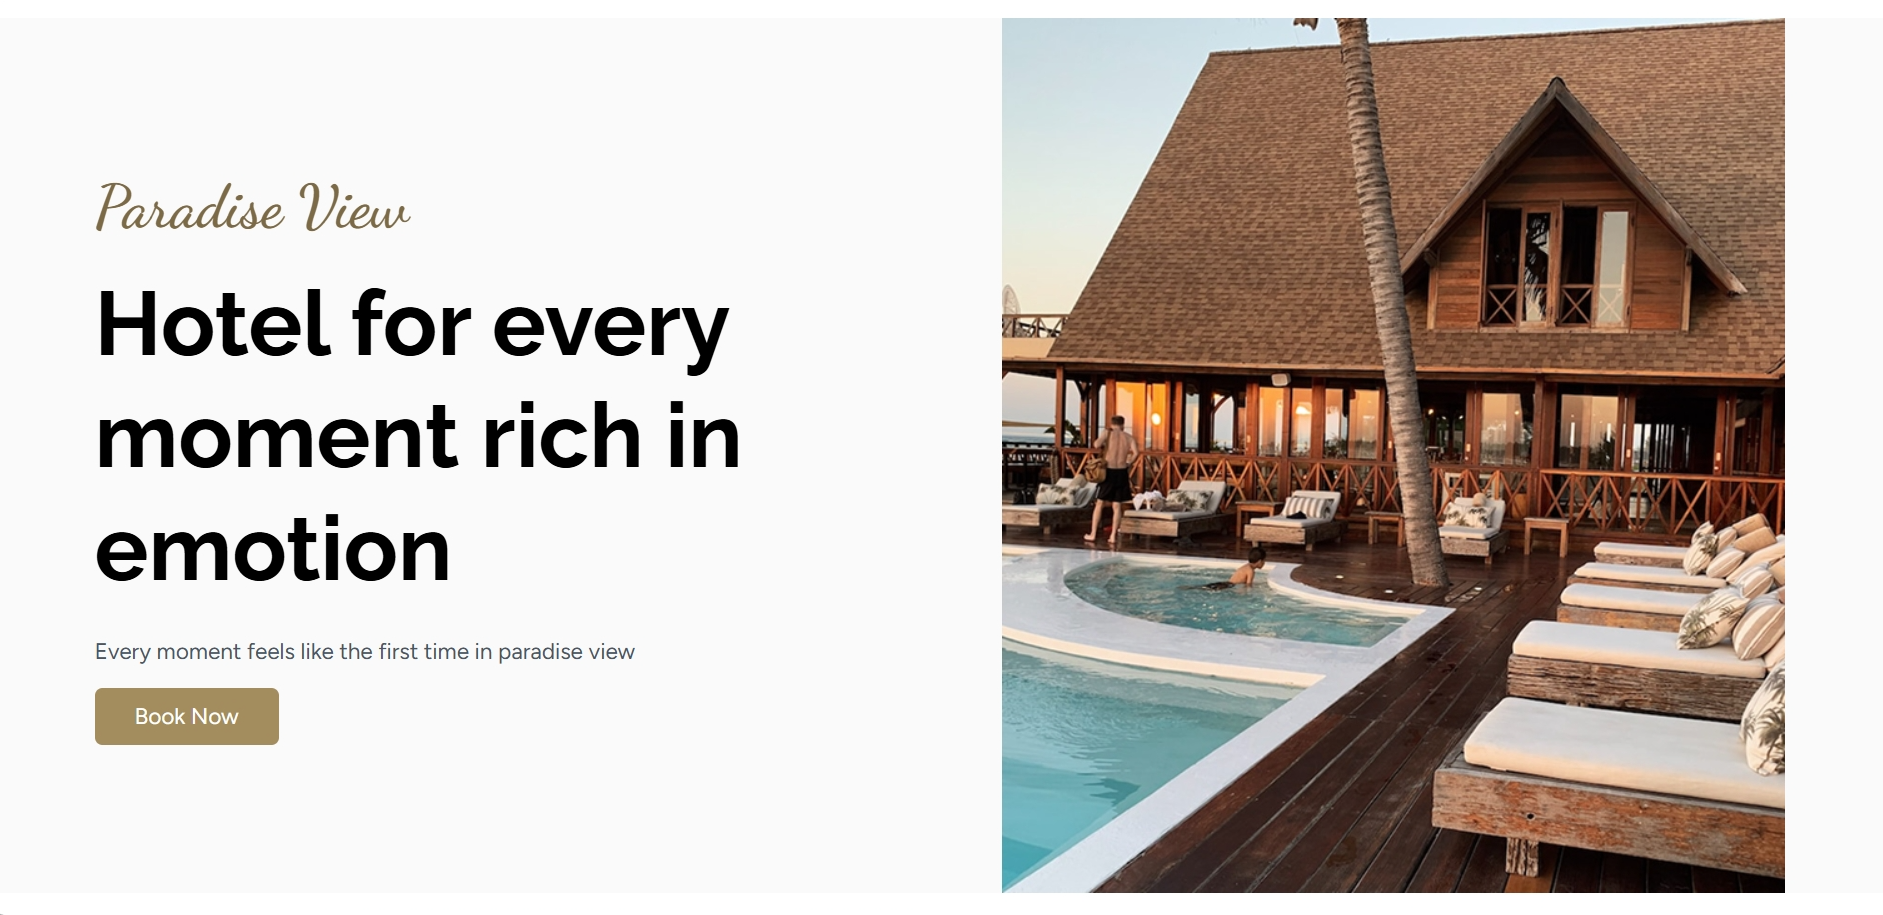 Paradise View
Hotel for every
moment rich in
emotion
Every moment feels like the first time in paradise view
Book Now